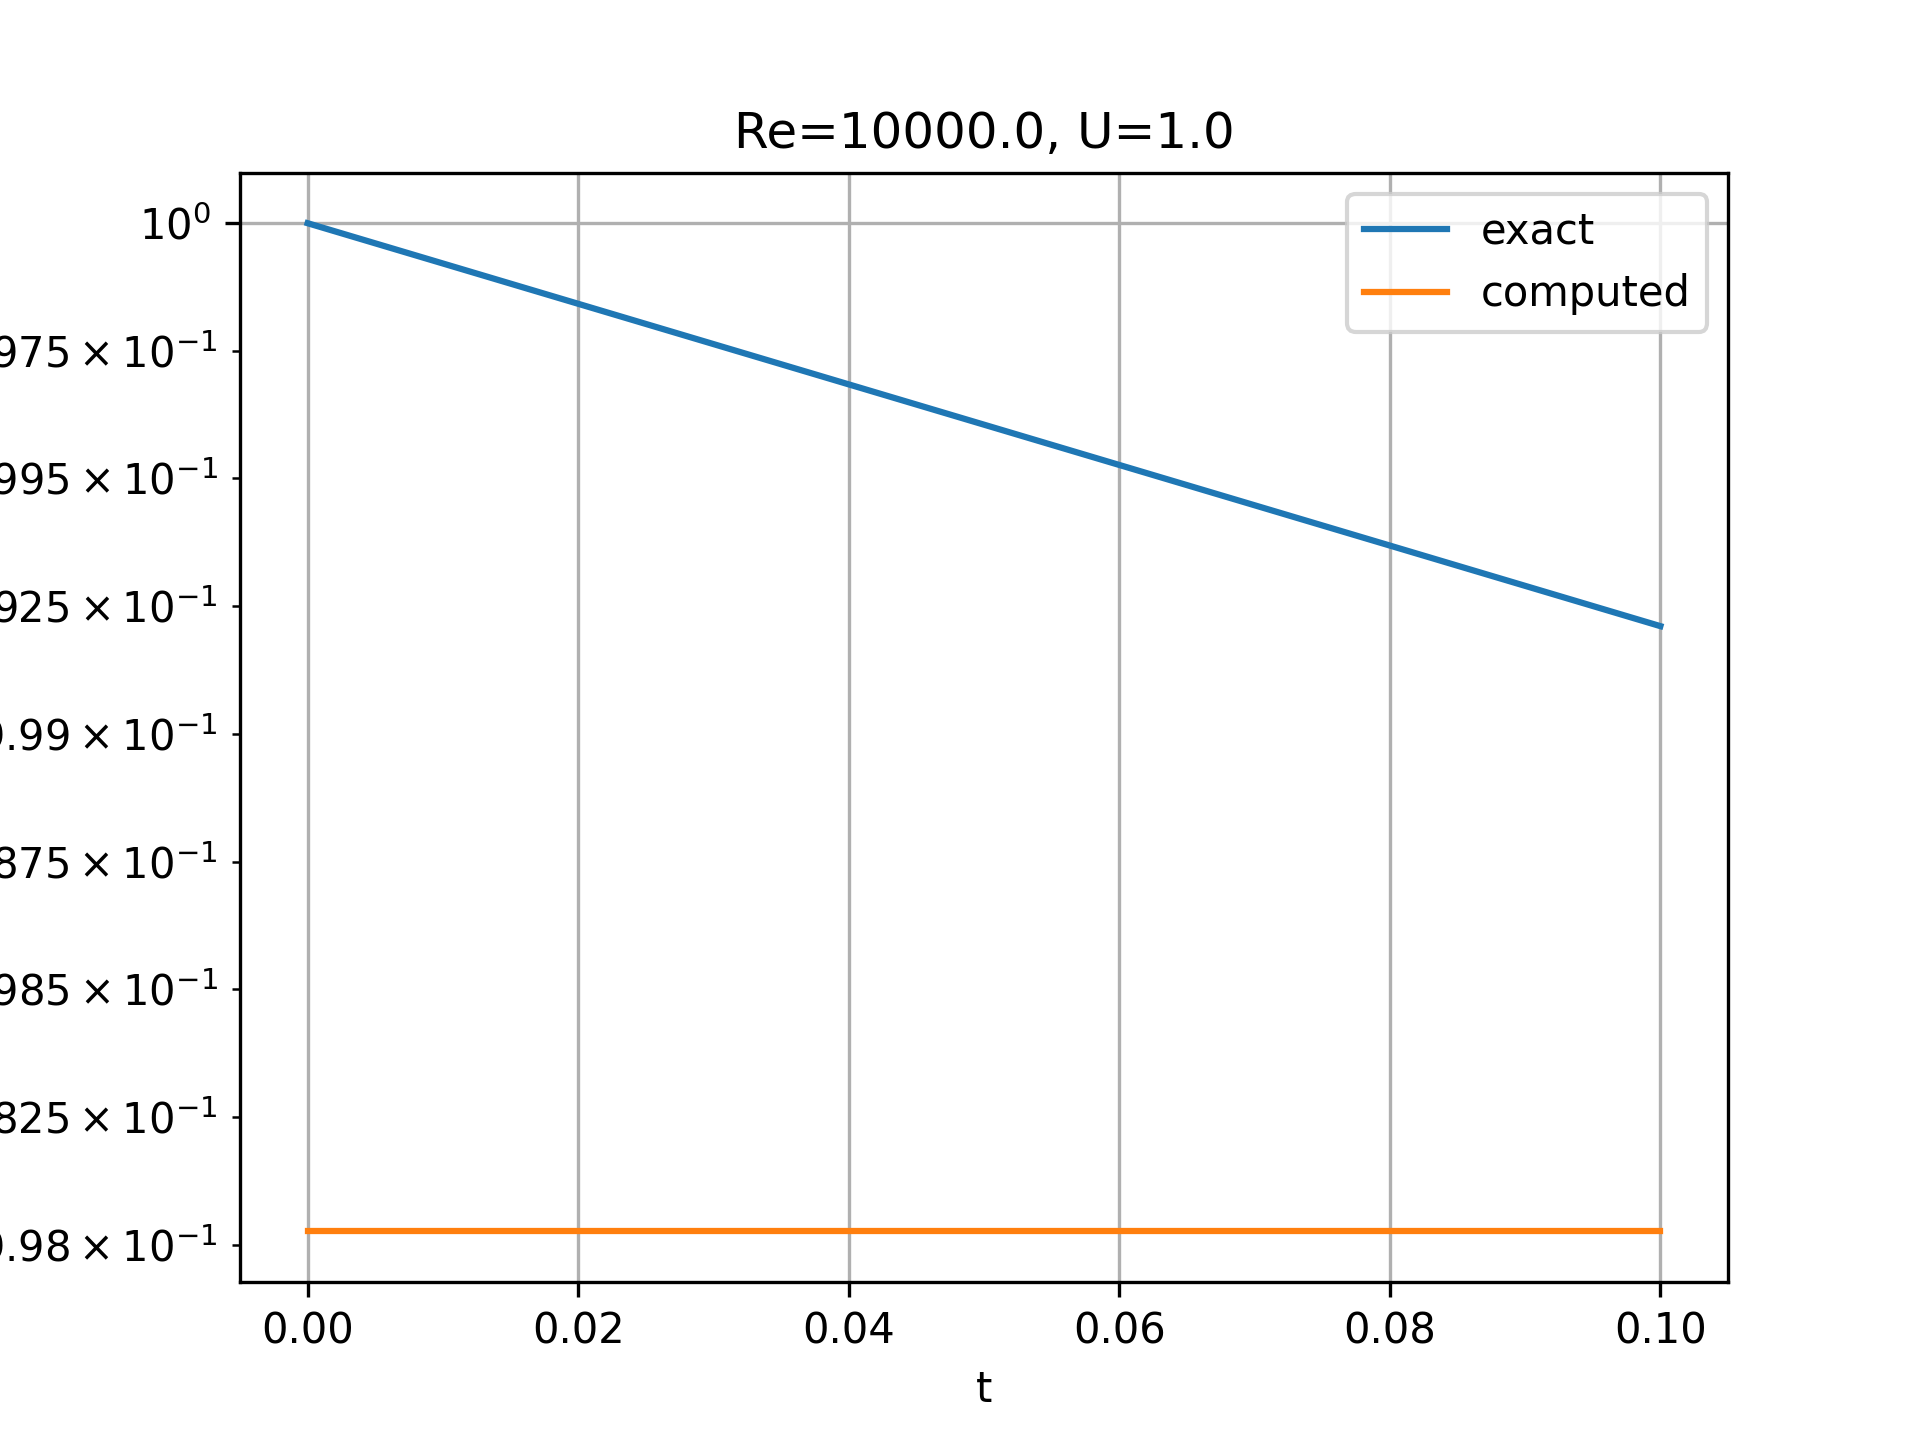 Re=10000.0, U=1.0
10⁰
975 × 10⁻¹
995 × 10⁻¹
925 × 10⁻¹
.99 × 10⁻¹
875 × 10⁻¹
985 × 10⁻¹
825 × 10⁻¹
.98 × 10⁻¹
exact
computed
0.00 0.02 0.04 0.06 0.08 0.10
t